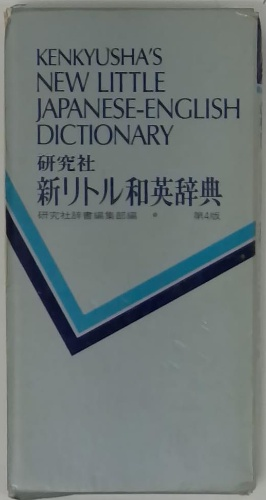 KENKYUSHA'S
NEW LITTLE
JAPANESE-ENGLISH
DICTIONARY
研究社
新リトル和英辞典
研究社辞書編集部編 * 第4版